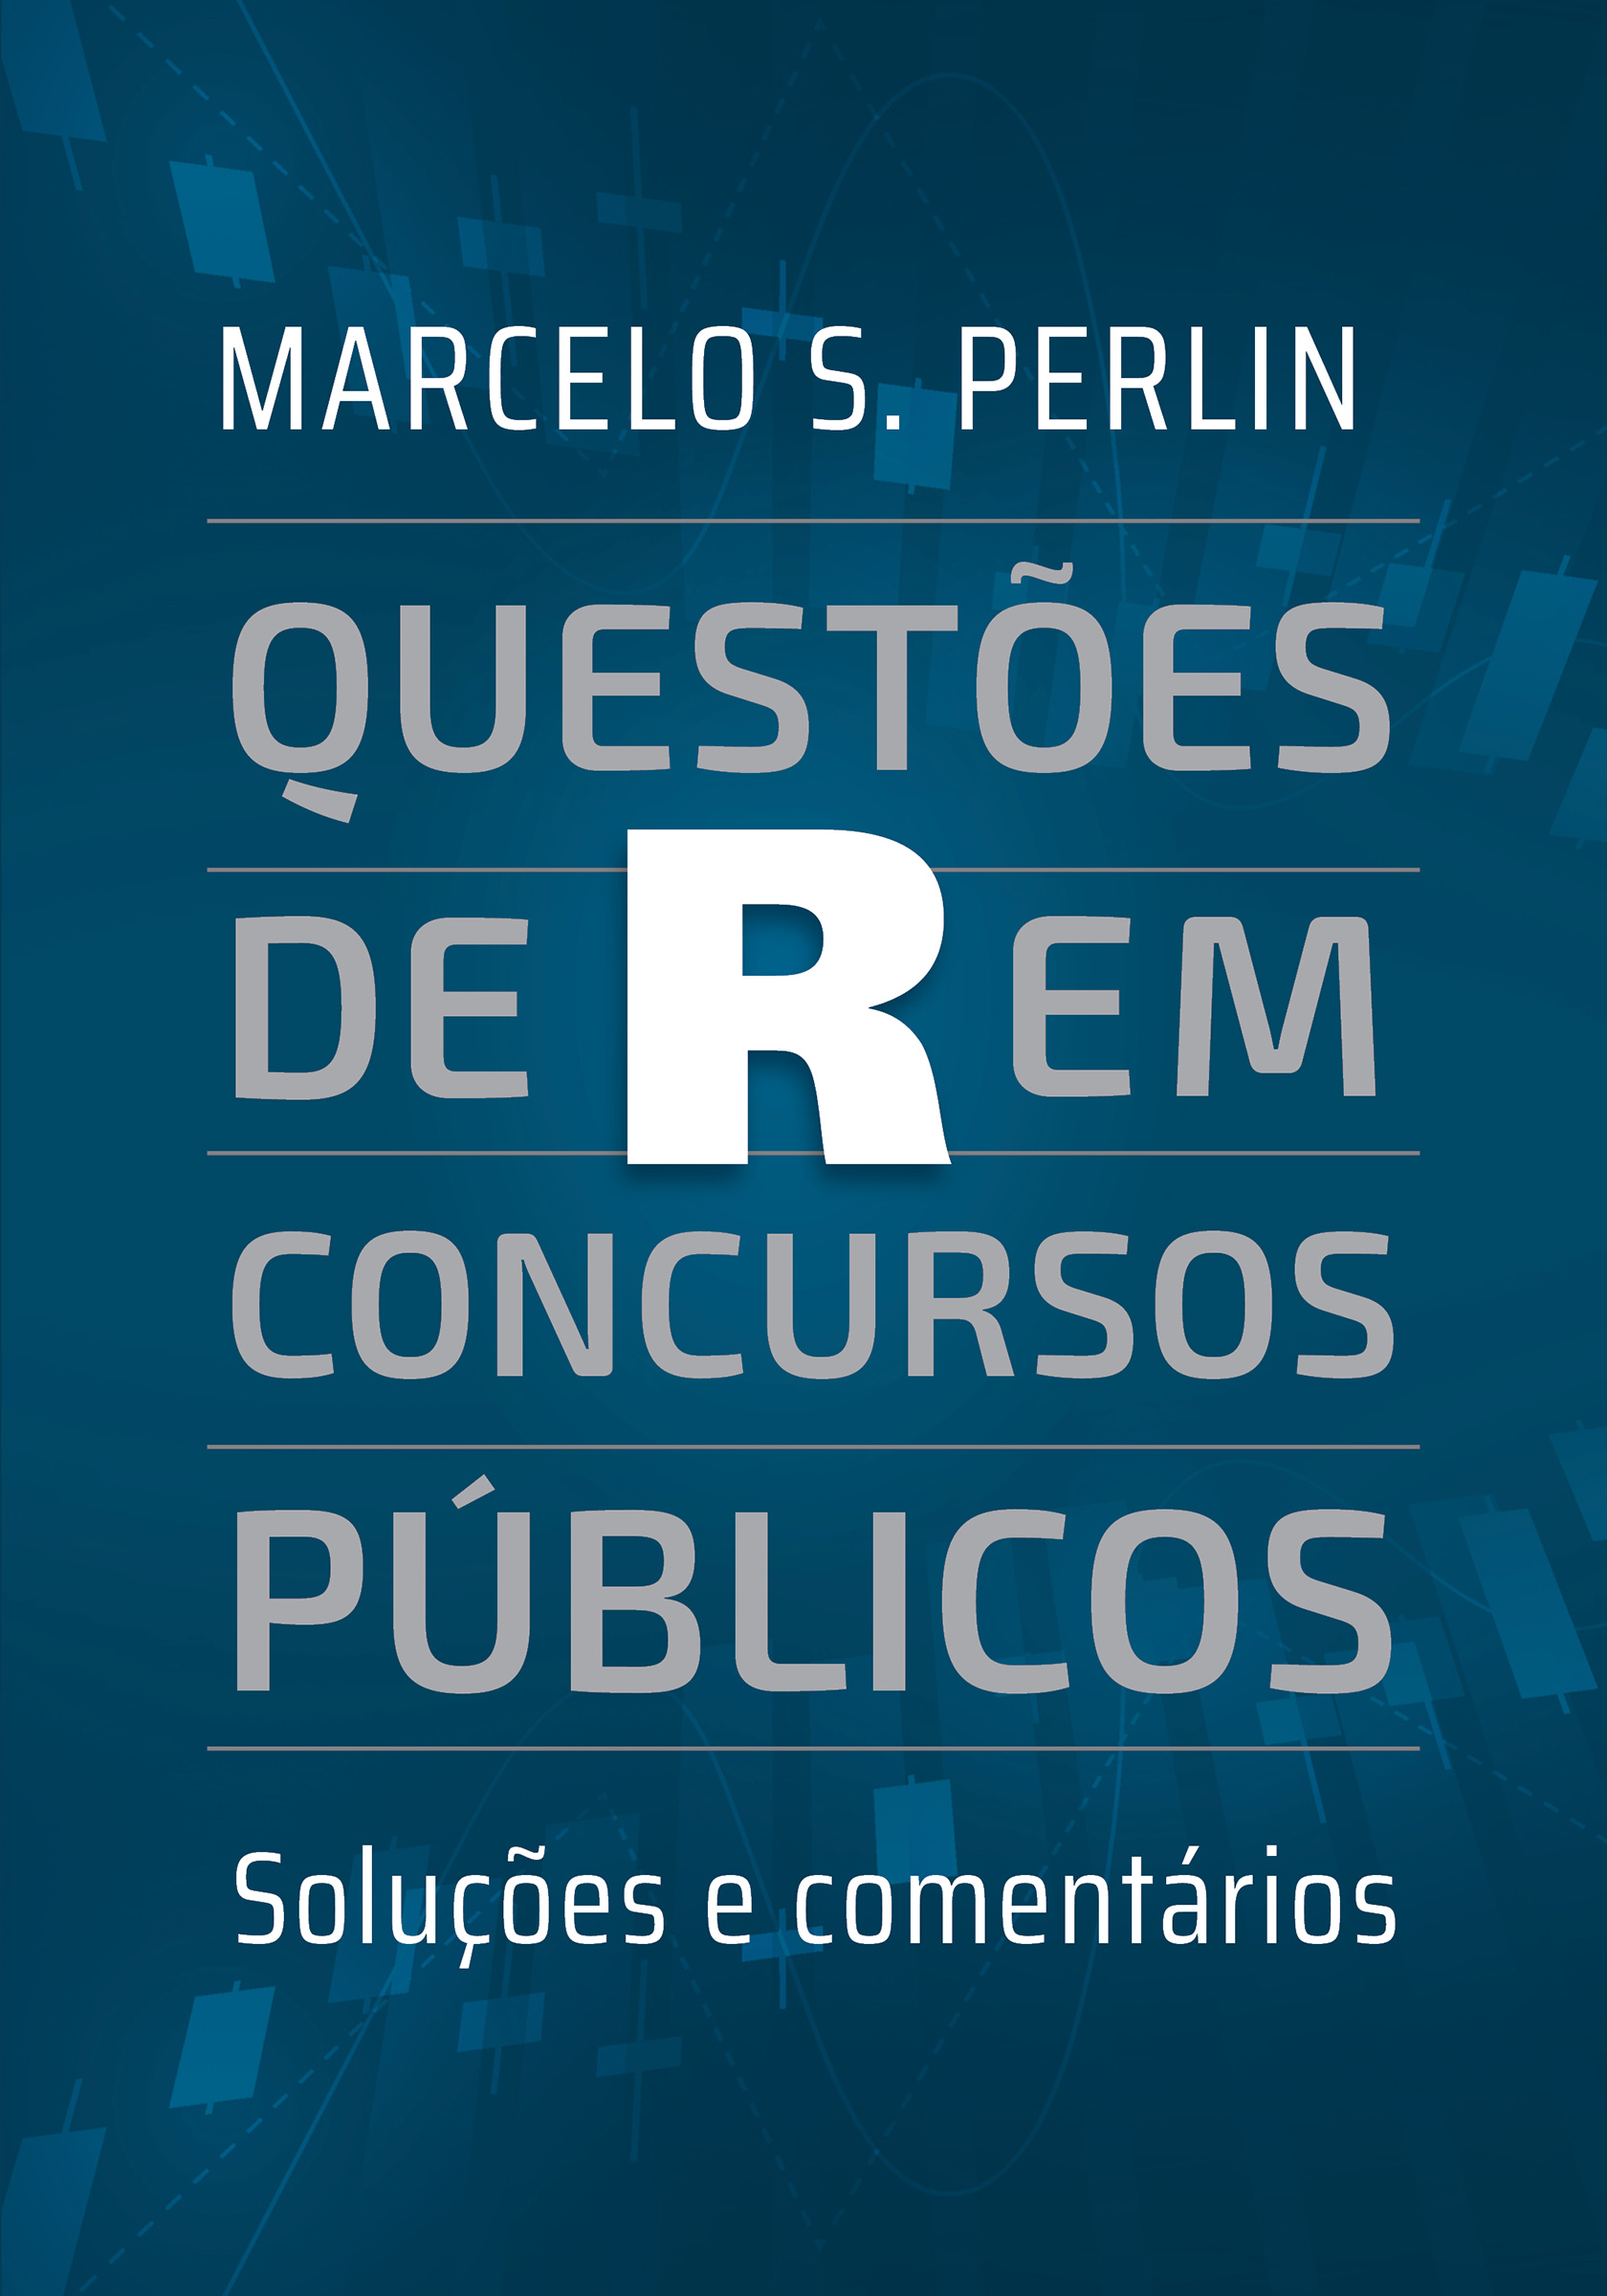 MARCELO S. PERLIN
QUESTÕES
DE R EM
CONCURSOS
PÚBLICOS
Soluções e comentários